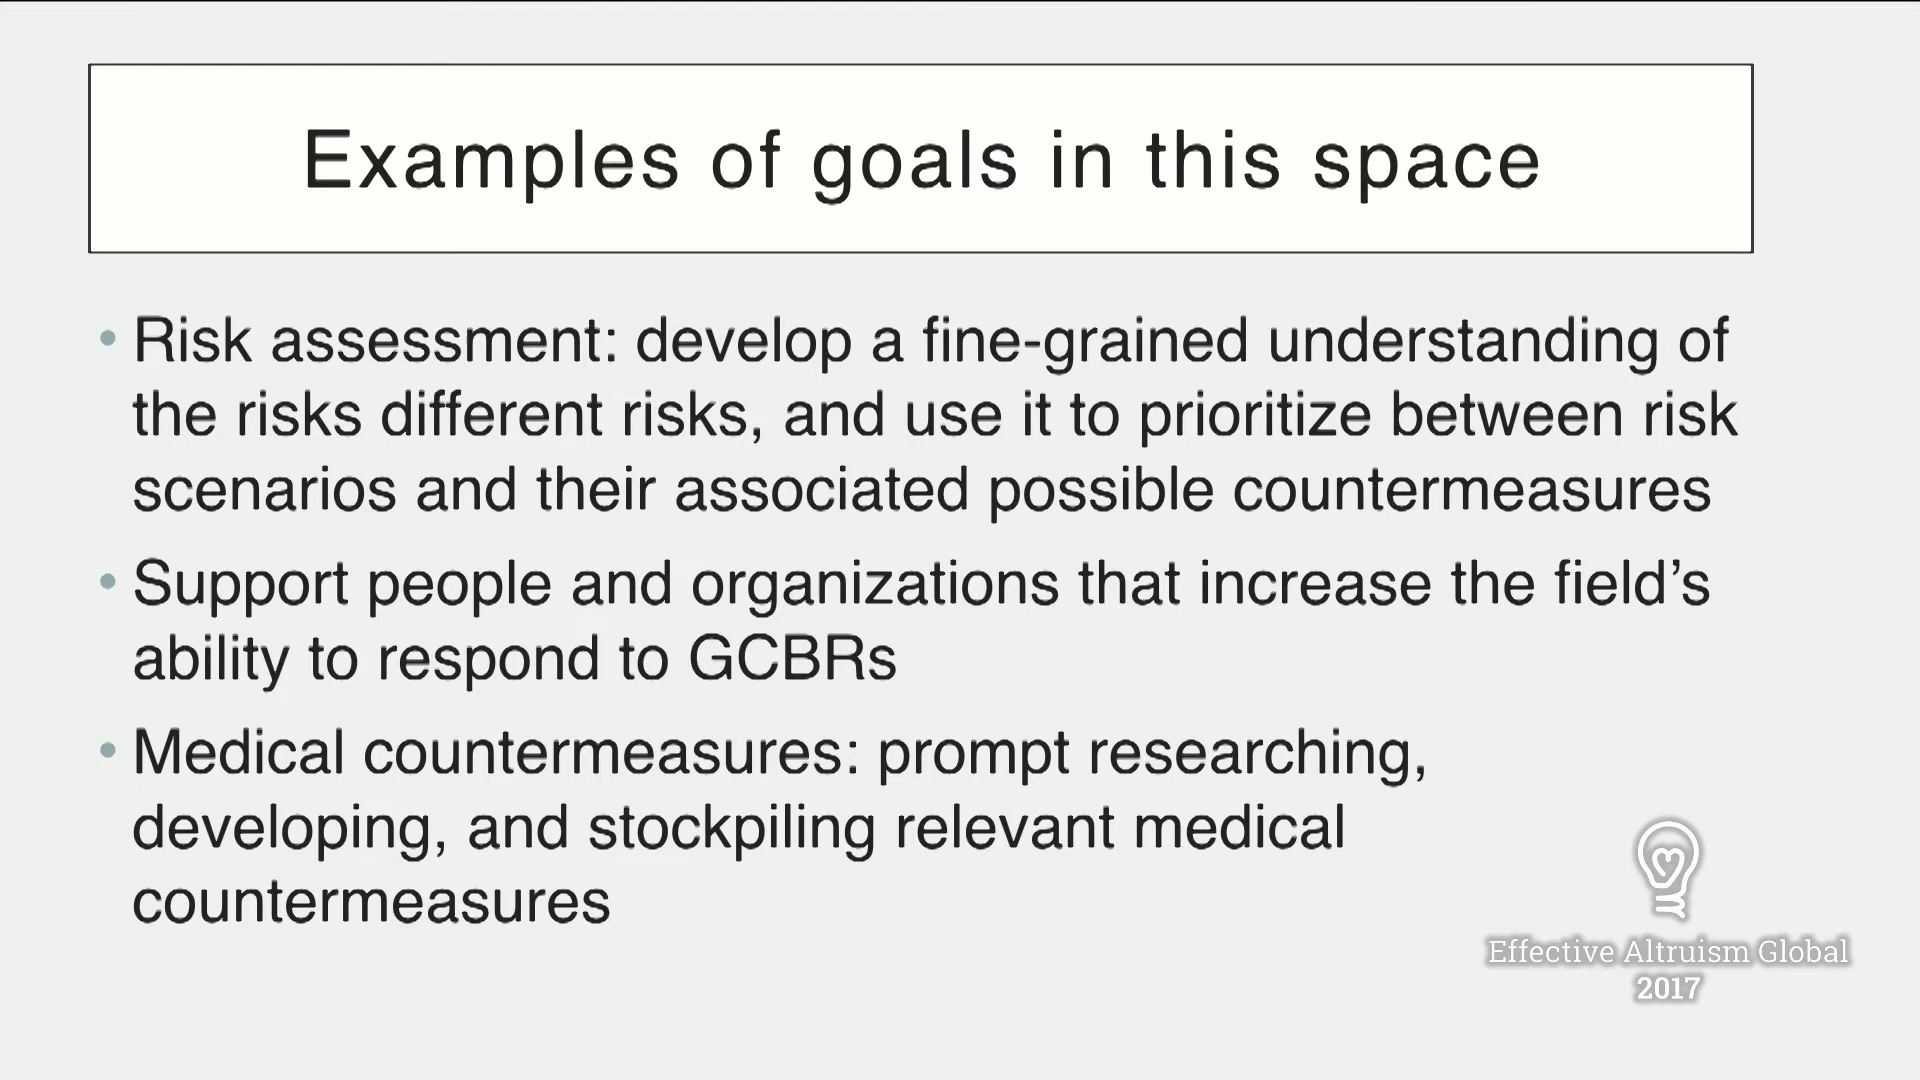 Examples of goals in this space
• Risk assessment: develop a fine-grained understanding of
the risks different risks, and use it to prioritize between risk
scenarios and their associated possible countermeasures
• Support people and organizations that increase the field’s
ability to respond to GCBRs
• Medical countermeasures: prompt researching,
developing, and stockpiling relevant medical
countermeasures
Effective Altruism Global
2017